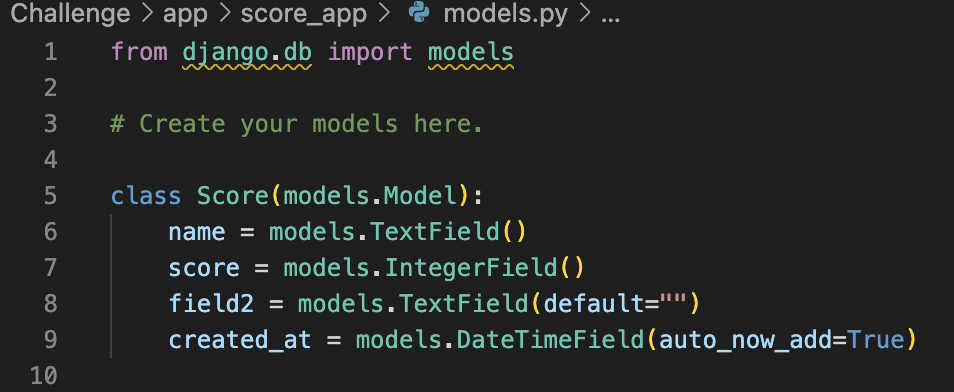 Challenge > app > score_app > models.py > ...
1 from django.db import models
2
3 # Create your models here.
4
5 class Score(models.Model):
6     name = models.TextField()
7     score = models.IntegerField()
8     field2 = models.TextField(default="")
9     created_at = models.DateTimeField(auto_now_add=True)
10